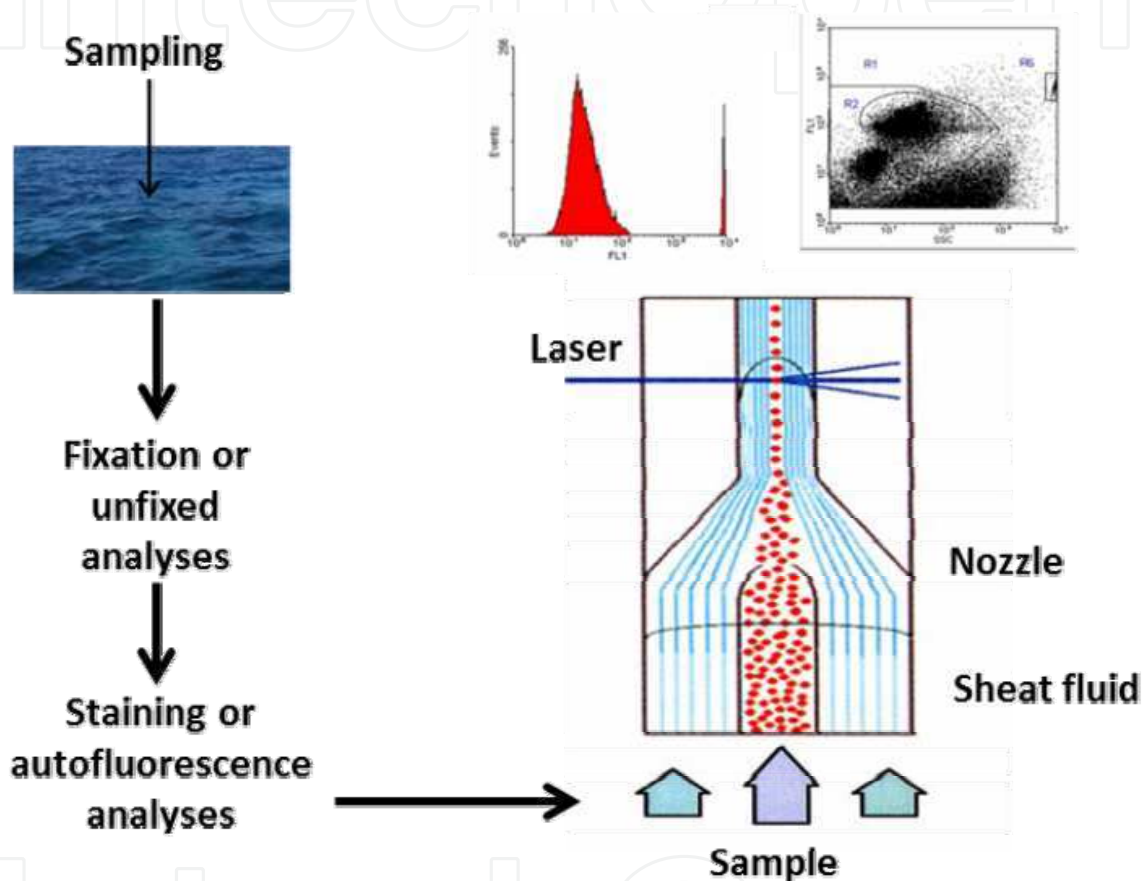 Sampling
Fixation or
unfixed
analyses
Staining or
autofluorescence
analyses
Events
FL1
R1
R2
R6
FL1
SSC
Laser
Nozzle
Sheat fluid
Sample